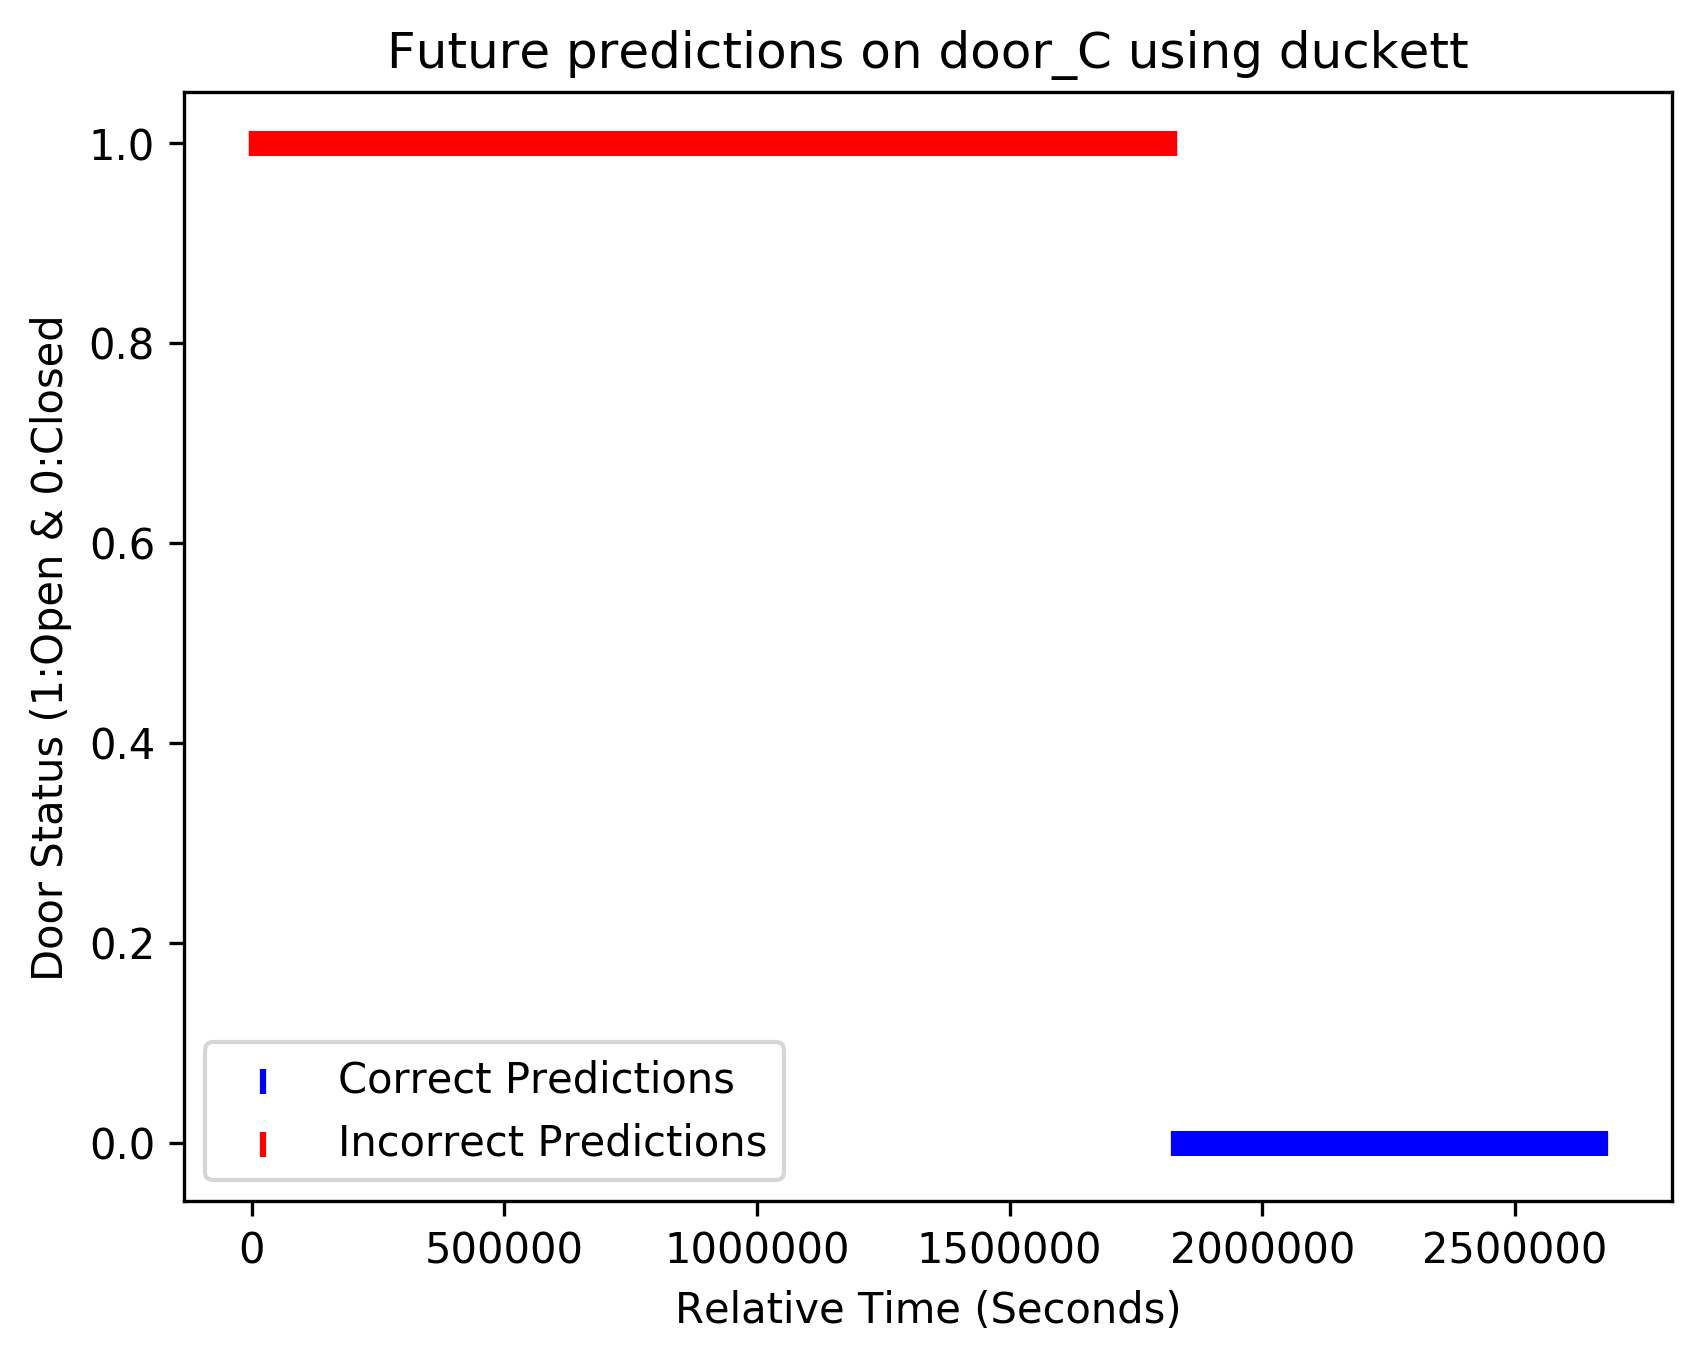 Future predictions on door_C using duckett
Door Status (1:Open & 0:Closed
1.0
0.8
0.6
0.4
0.2
0.0
Correct Predictions
Incorrect Predictions
0 500000 1000000 1500000 2000000 2500000
Relative Time (Seconds)